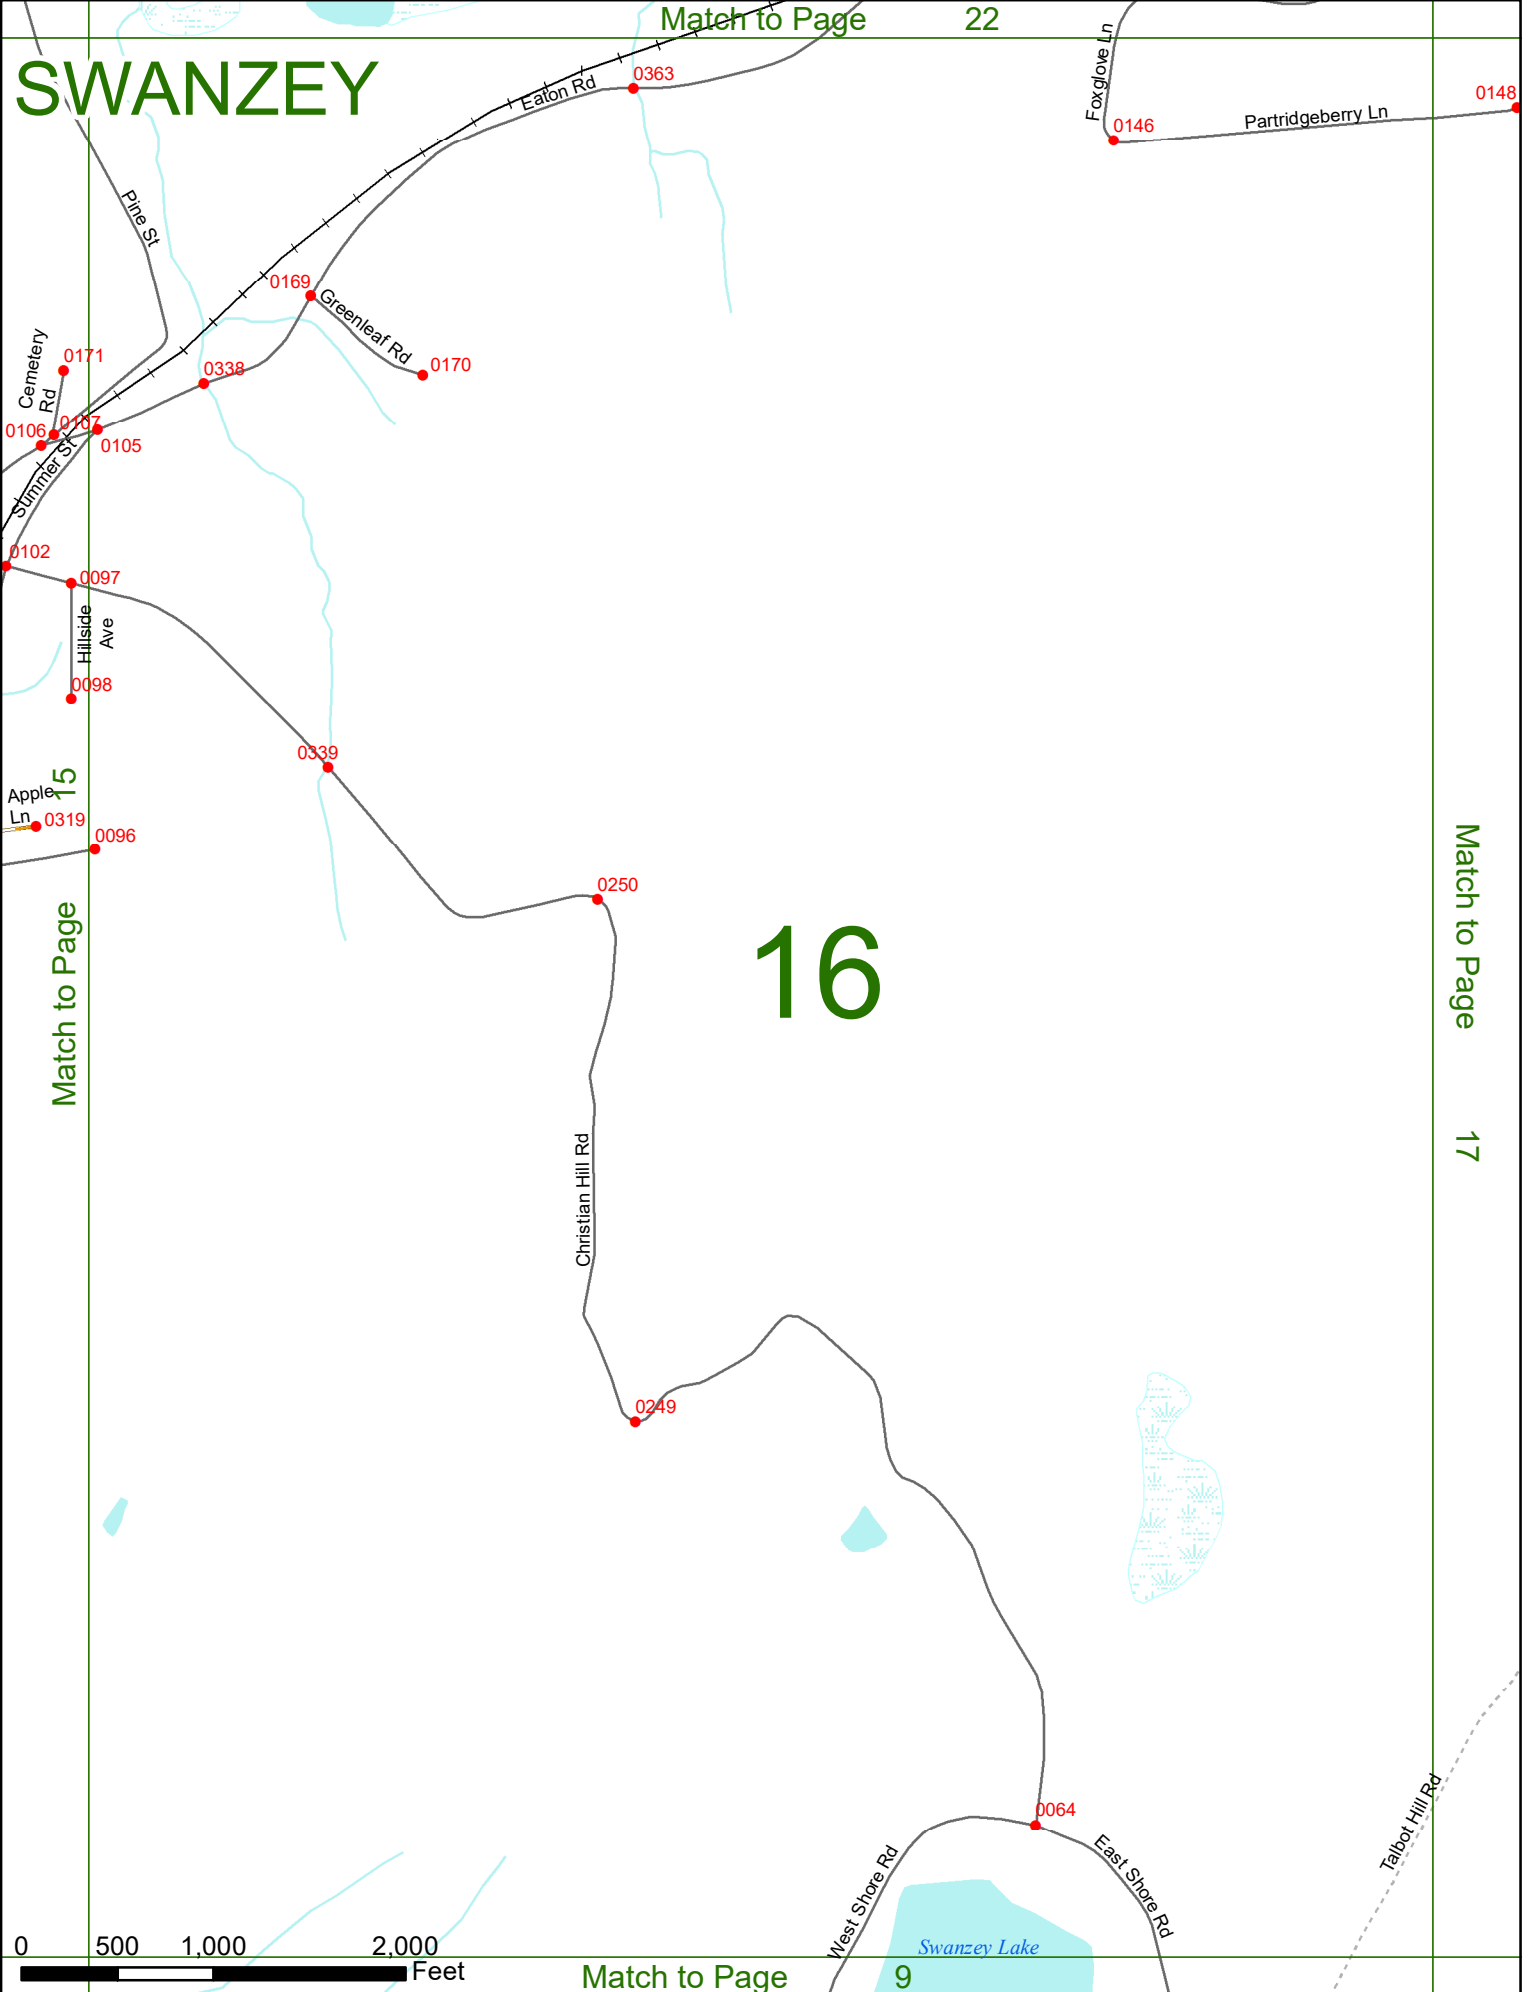 Match to Page 22
SWANZEY
Eaton Rd
0363
Foxglove Ln
0146
Partridgeberry Ln
0148
Pine St
0169
Greenleaf Rd
0170
Cemetery
Rd
0171
0338
0106
0107
0105
Summer St
0102
0097
Hillside
Ave
0098
0339
Apple
Ln
0319
0096
Match to Page 15
0250
16
Match to Page 17
Christian Hill Rd
0249
0064
West Shore Rd
East Shore Rd
Talbot Hill Rd
Swanzey Lake
0 500 1,000 2,000
Feet
Match to Page 9